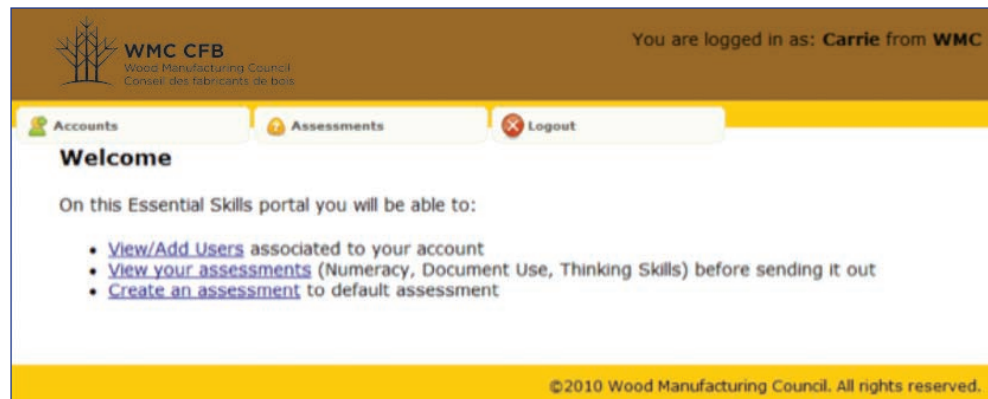 You are logged in as: Carrie from WMC
WMC CFB
Wood Manufacturing Council
Conseil des fabricants de bois
Accounts
Assessments
Logout
Welcome
On this Essential Skills portal you will be able to:
• View/Add Users associated to your account
• View your assessments (Numeracy, Document Use, Thinking Skills) before sending it out
• Create an assessment to default assessment
©2010 Wood Manufacturing Council. All rights reserved.